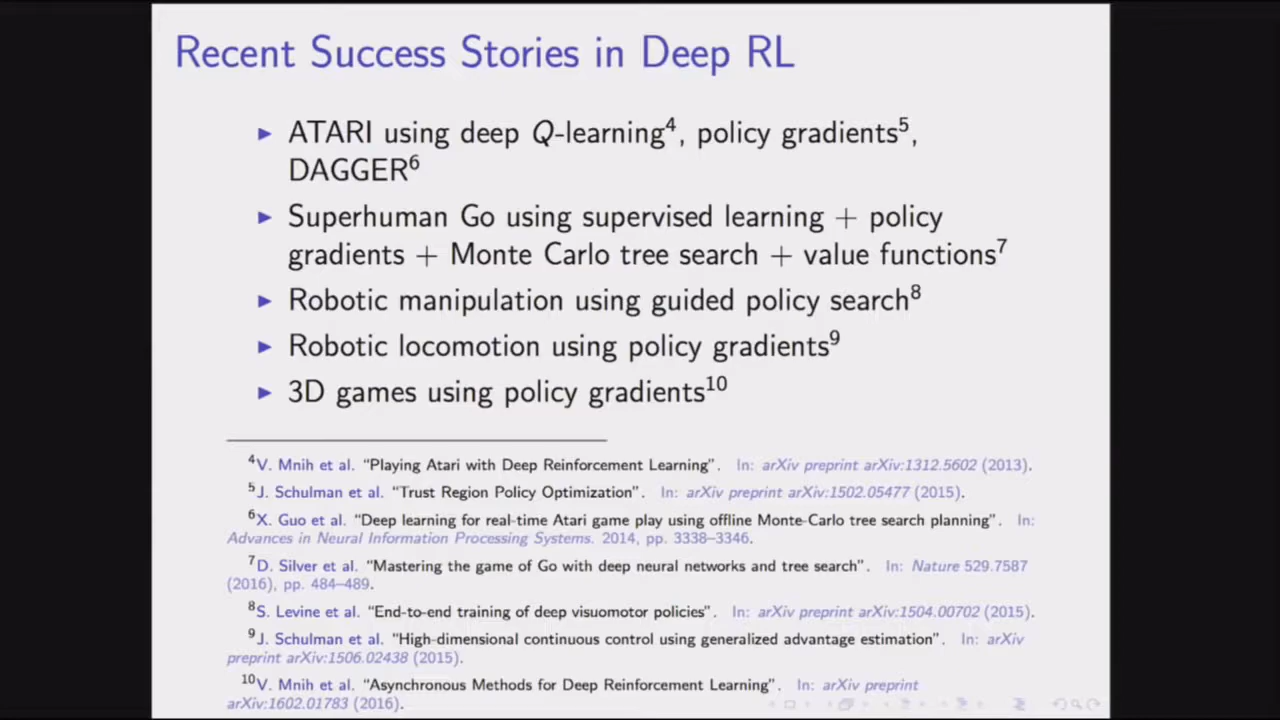 Recent Success Stories in Deep RL
▶ ATARI using deep Q-learning⁴, policy gradients⁵,
DAGGER⁶
▶ Superhuman Go using supervised learning + policy
gradients + Monte Carlo tree search + value functions⁷
▶ Robotic manipulation using guided policy search⁸
▶ Robotic locomotion using policy gradients⁹
▶ 3D games using policy gradients¹⁰
⁴V. Mnih et al. “Playing Atari with Deep Reinforcement Learning”. In: arXiv preprint arXiv:1312.5602 (2013).
⁵J. Schulman et al. “Trust Region Policy Optimization”. In: arXiv preprint arXiv:1502.05477 (2015).
⁶X. Guo et al. “Deep learning for real-time Atari game play using offline Monte-Carlo tree search planning”. In:
Advances in Neural Information Processing Systems. 2014, pp. 3338–3346.
⁷D. Silver et al. “Mastering the game of Go with deep neural networks and tree search”. In: Nature 529.7587
(2016), pp. 484–489.
⁸S. Levine et al. “End-to-end training of deep visuomotor policies”. In: arXiv preprint arXiv:1504.00702 (2015).
⁹J. Schulman et al. “High-dimensional continuous control using generalized advantage estimation”. In: arXiv
preprint arXiv:1506.02438 (2015).
¹⁰V. Mnih et al. “Asynchronous Methods for Deep Reinforcement Learning”. In: arXiv preprint
arXiv:1602.01783 (2016).